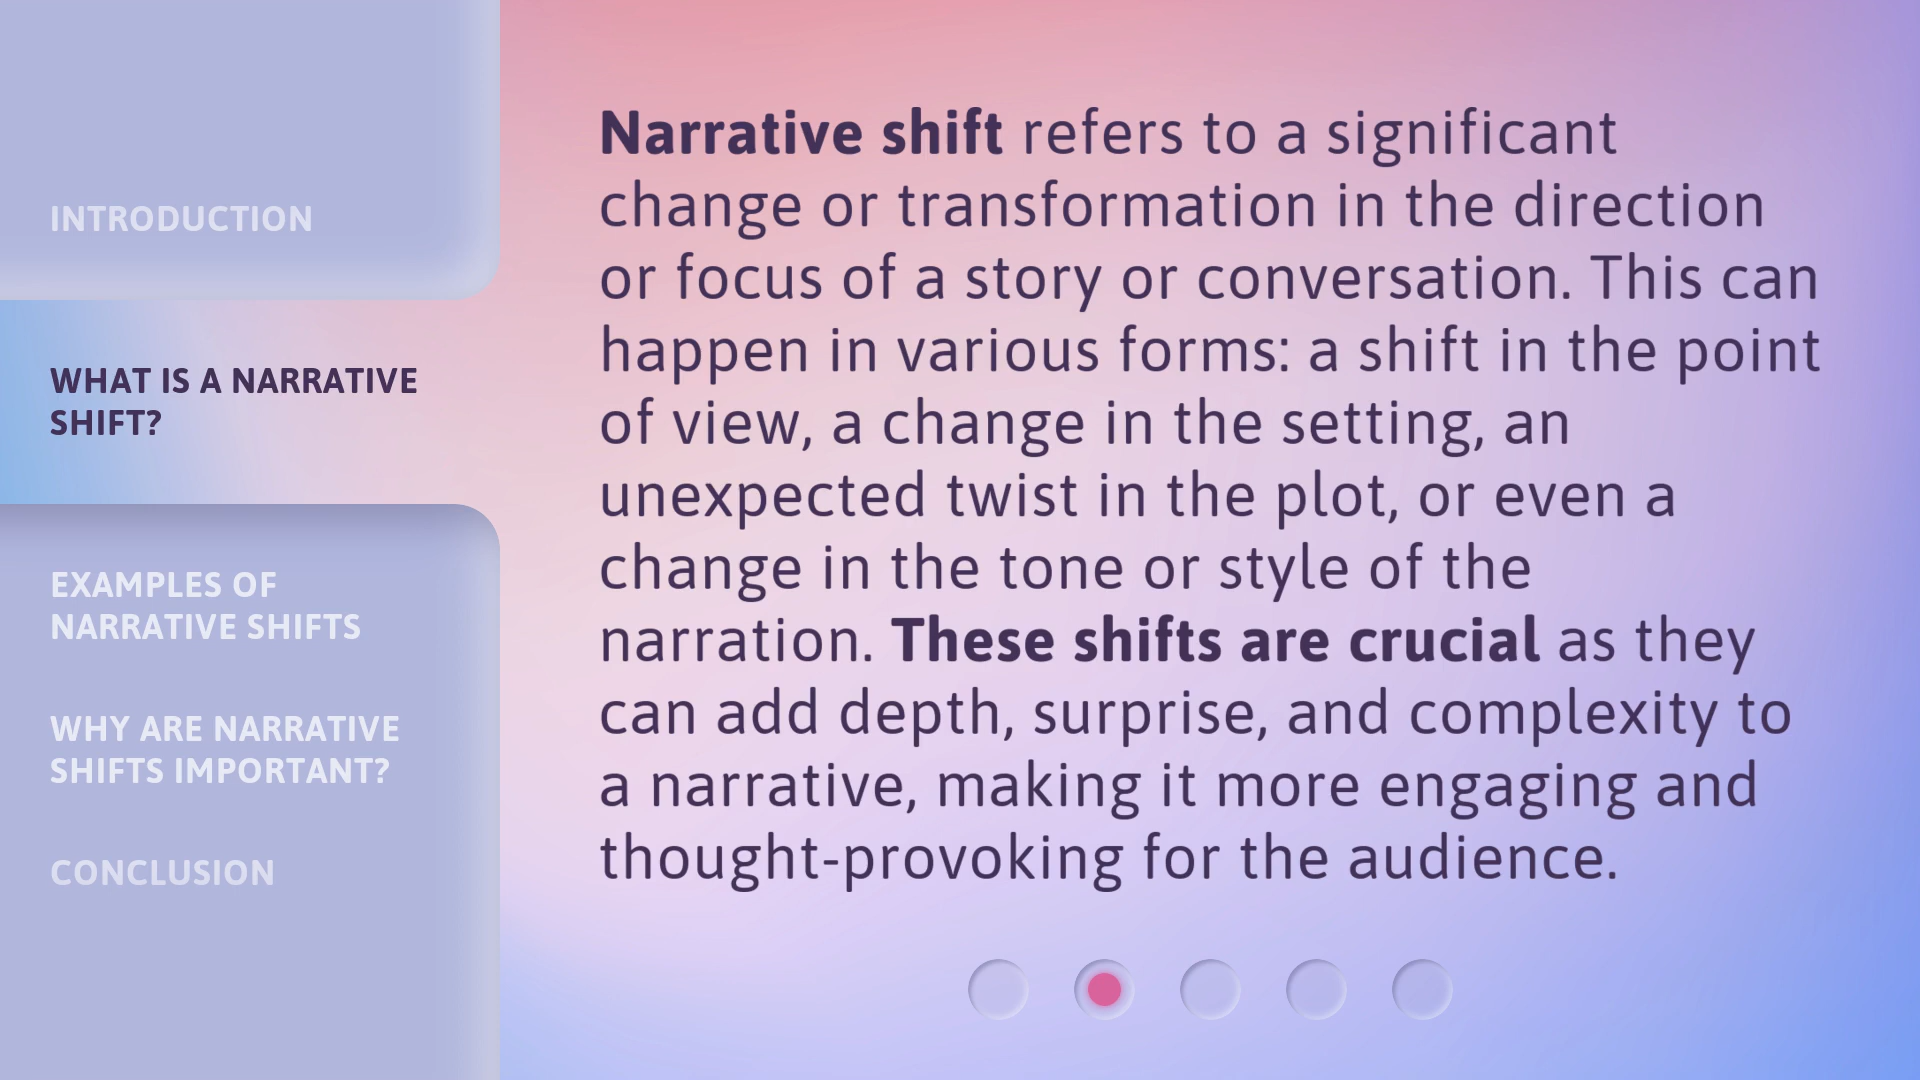 INTRODUCTION
WHAT IS A NARRATIVE
SHIFT?
EXAMPLES OF
NARRATIVE SHIFTS
WHY ARE NARRATIVE
SHIFTS IMPORTANT?
CONCLUSION
Narrative shift refers to a significant
change or transformation in the direction
or focus of a story or conversation. This can
happen in various forms: a shift in the point
of view, a change in the setting, an
unexpected twist in the plot, or even a
change in the tone or style of the
narration. These shifts are crucial as they
can add depth, surprise, and complexity to
a narrative, making it more engaging and
thought-provoking for the audience.